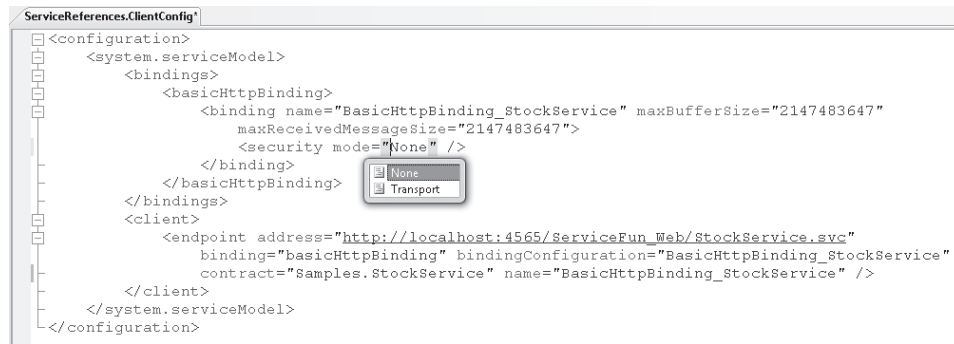 ServiceReferences.ClientConfig*
<configuration>
<system.serviceModel>
<bindings>
<basicHttpBinding>
<binding name="BasicHttpBinding_StockService" maxBufferSize="2147483647"
maxReceivedMessageSize="2147483647">
<security mode="None" />
</binding>
None
</basicHttpBinding>
Transport
</bindings>
<client>
<endpoint address="http://localhost:4565/ServiceFun_Web/StockService.svc"
binding="basicHttpBinding" bindingConfiguration="BasicHttpBinding_StockService"
contract="Samples.StockService" name="BasicHttpBinding_StockService" />
</client>
</system.serviceModel>
</configuration>